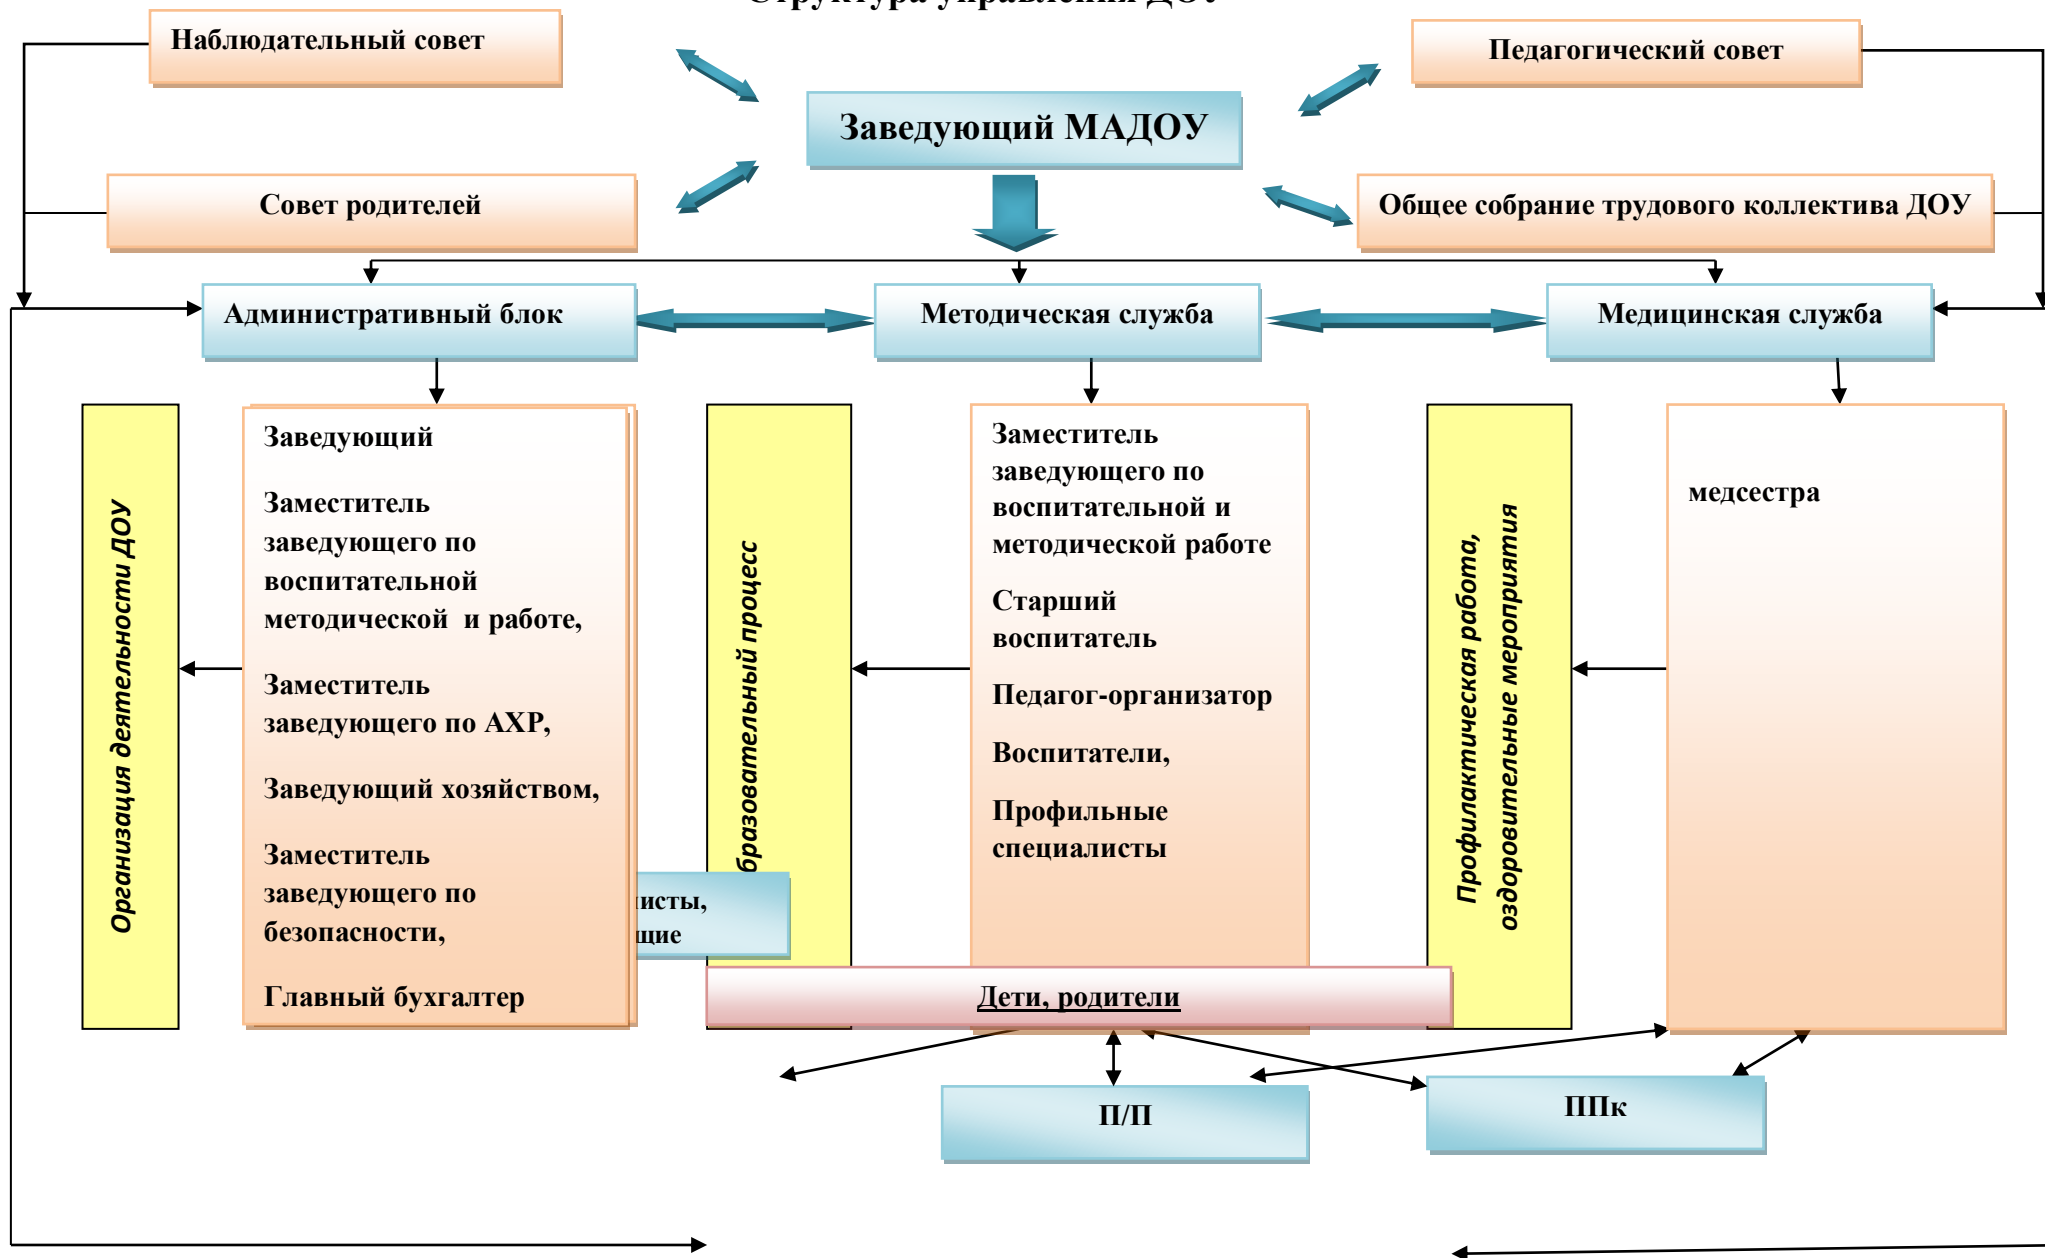 Структура управления ДОУ
Наблюдательный совет
Педагогический совет
Заведующий МАДОУ
Совет родителей
Общее собрание трудового коллектива ДОУ
Административный блок
Методическая служба
Медицинская служба
Организация деятельности ДОУ
Заведующий
Заместитель
заведующего по
воспитательной
методической и работе,
Заместитель
заведующего по АХР,
Заведующий хозяйством,
Заместитель
заведующего по
безопасности,
Главный бухгалтер
бразовательный процесс
Заместитель
заведующего по
воспитательной и
методической работе
Старший
воспитатель
Педагог-организатор
Воспитатели,
Профильные
специалисты
Профилактическая работа,
оздоровительные мероприятия
медсестра
исты,
щие
Дети, родители
П/П
ППк